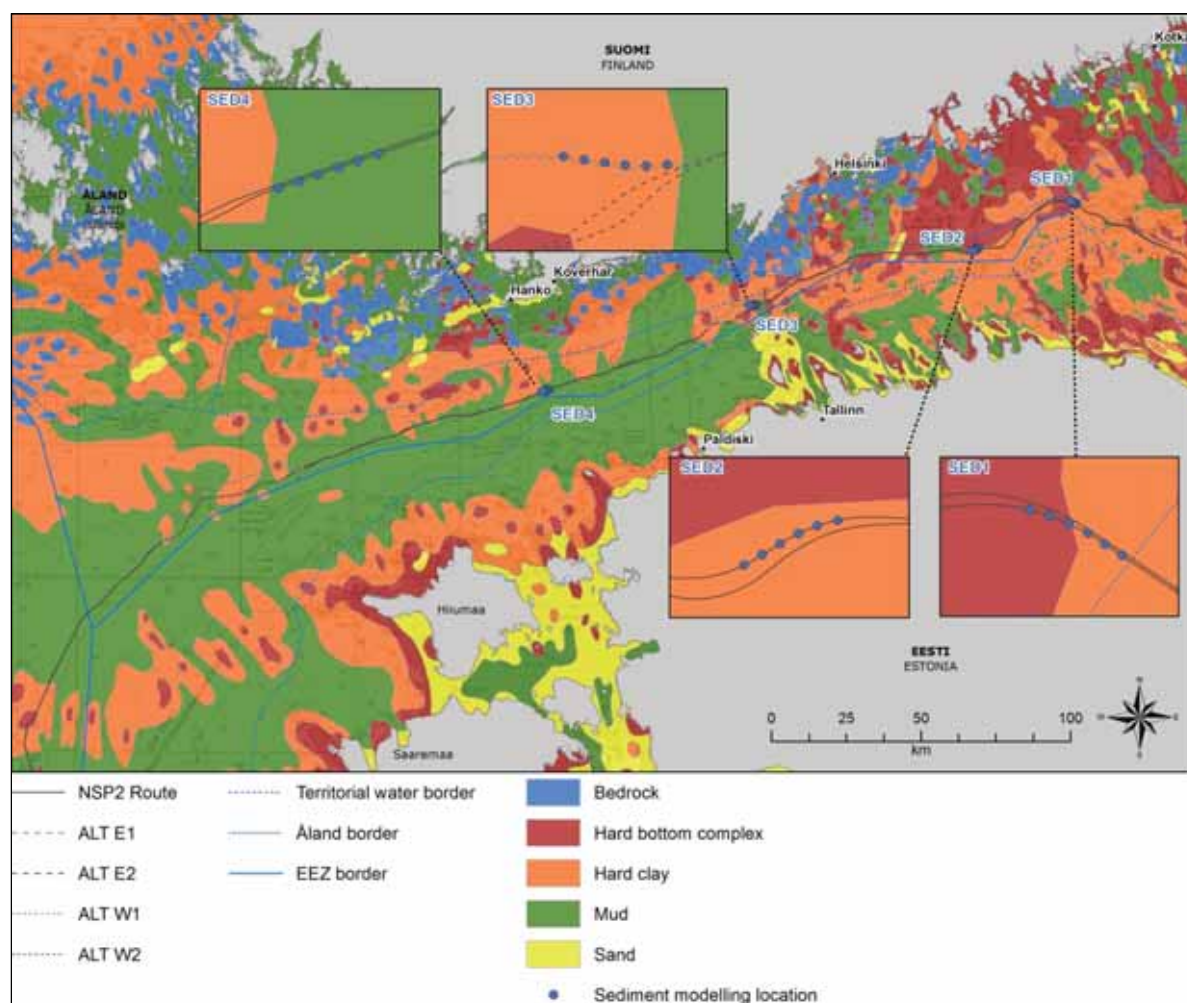 SUOMI
FINLAND
Kotka
SED4
SED3
ÅLAND
Helsinki
SED1
SED2
Koverhar
Hanko
SED3
SED4
Tallinn
Paldiski
SED2
SED1
Hiiumaa
EESTI
ESTONIA
Saaremaa
0 25 50 100
km
NSP2 Route
ALT E1
ALT E2
ALT W1
ALT W2
Territorial water border
Åland border
EEZ border
Bedrock
Hard bottom complex
Hard clay
Mud
Sand
Sediment modelling location